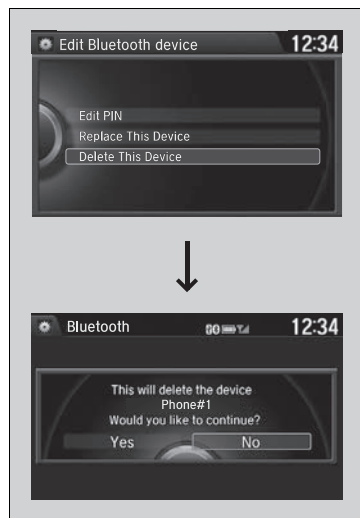 Edit Bluetooth device 12:34
Edit PIN
Replace This Device
Delete This Device
Bluetooth 12:34
This will delete the device
Phone#1
Would you like to continue?
Yes No